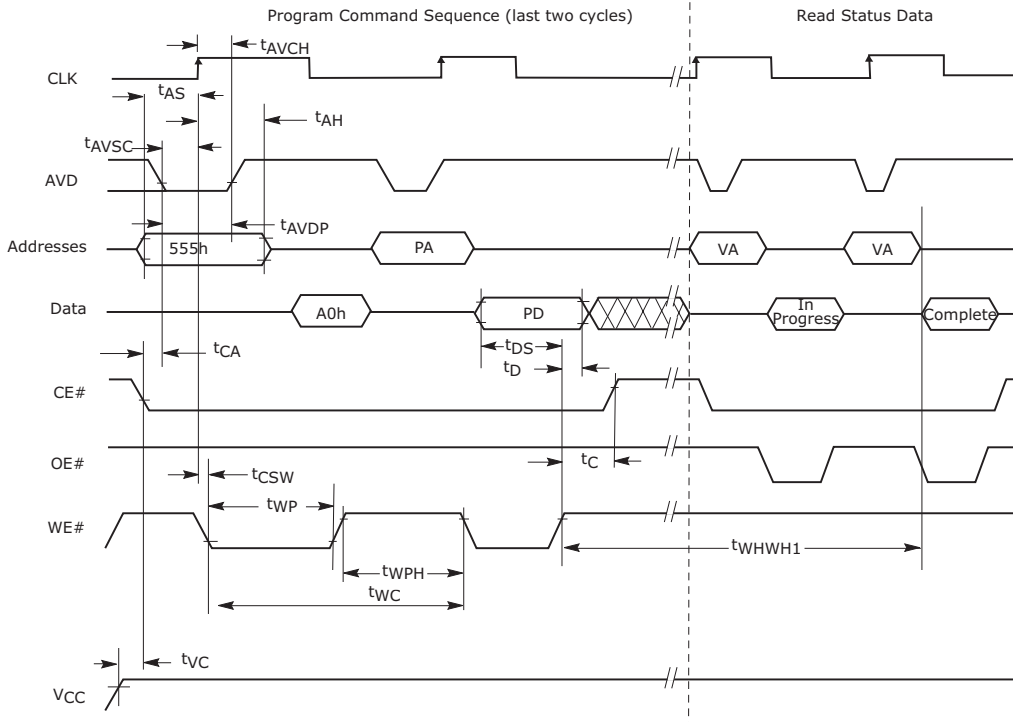 Program Command Sequence (last two cycles)
Read Status Data
tAVCH
CLK
tAS
tAH
tAVSC
AVD
tAVDP
Addresses
555h
PA
VA
VA
Data
A0h
PD
In
Progress
Complete
tCA
tDS
tD
CE#
tC
OE#
tCSW
tWP
WE#
tWHWH1
tWPH
tWC
tVC
VCC